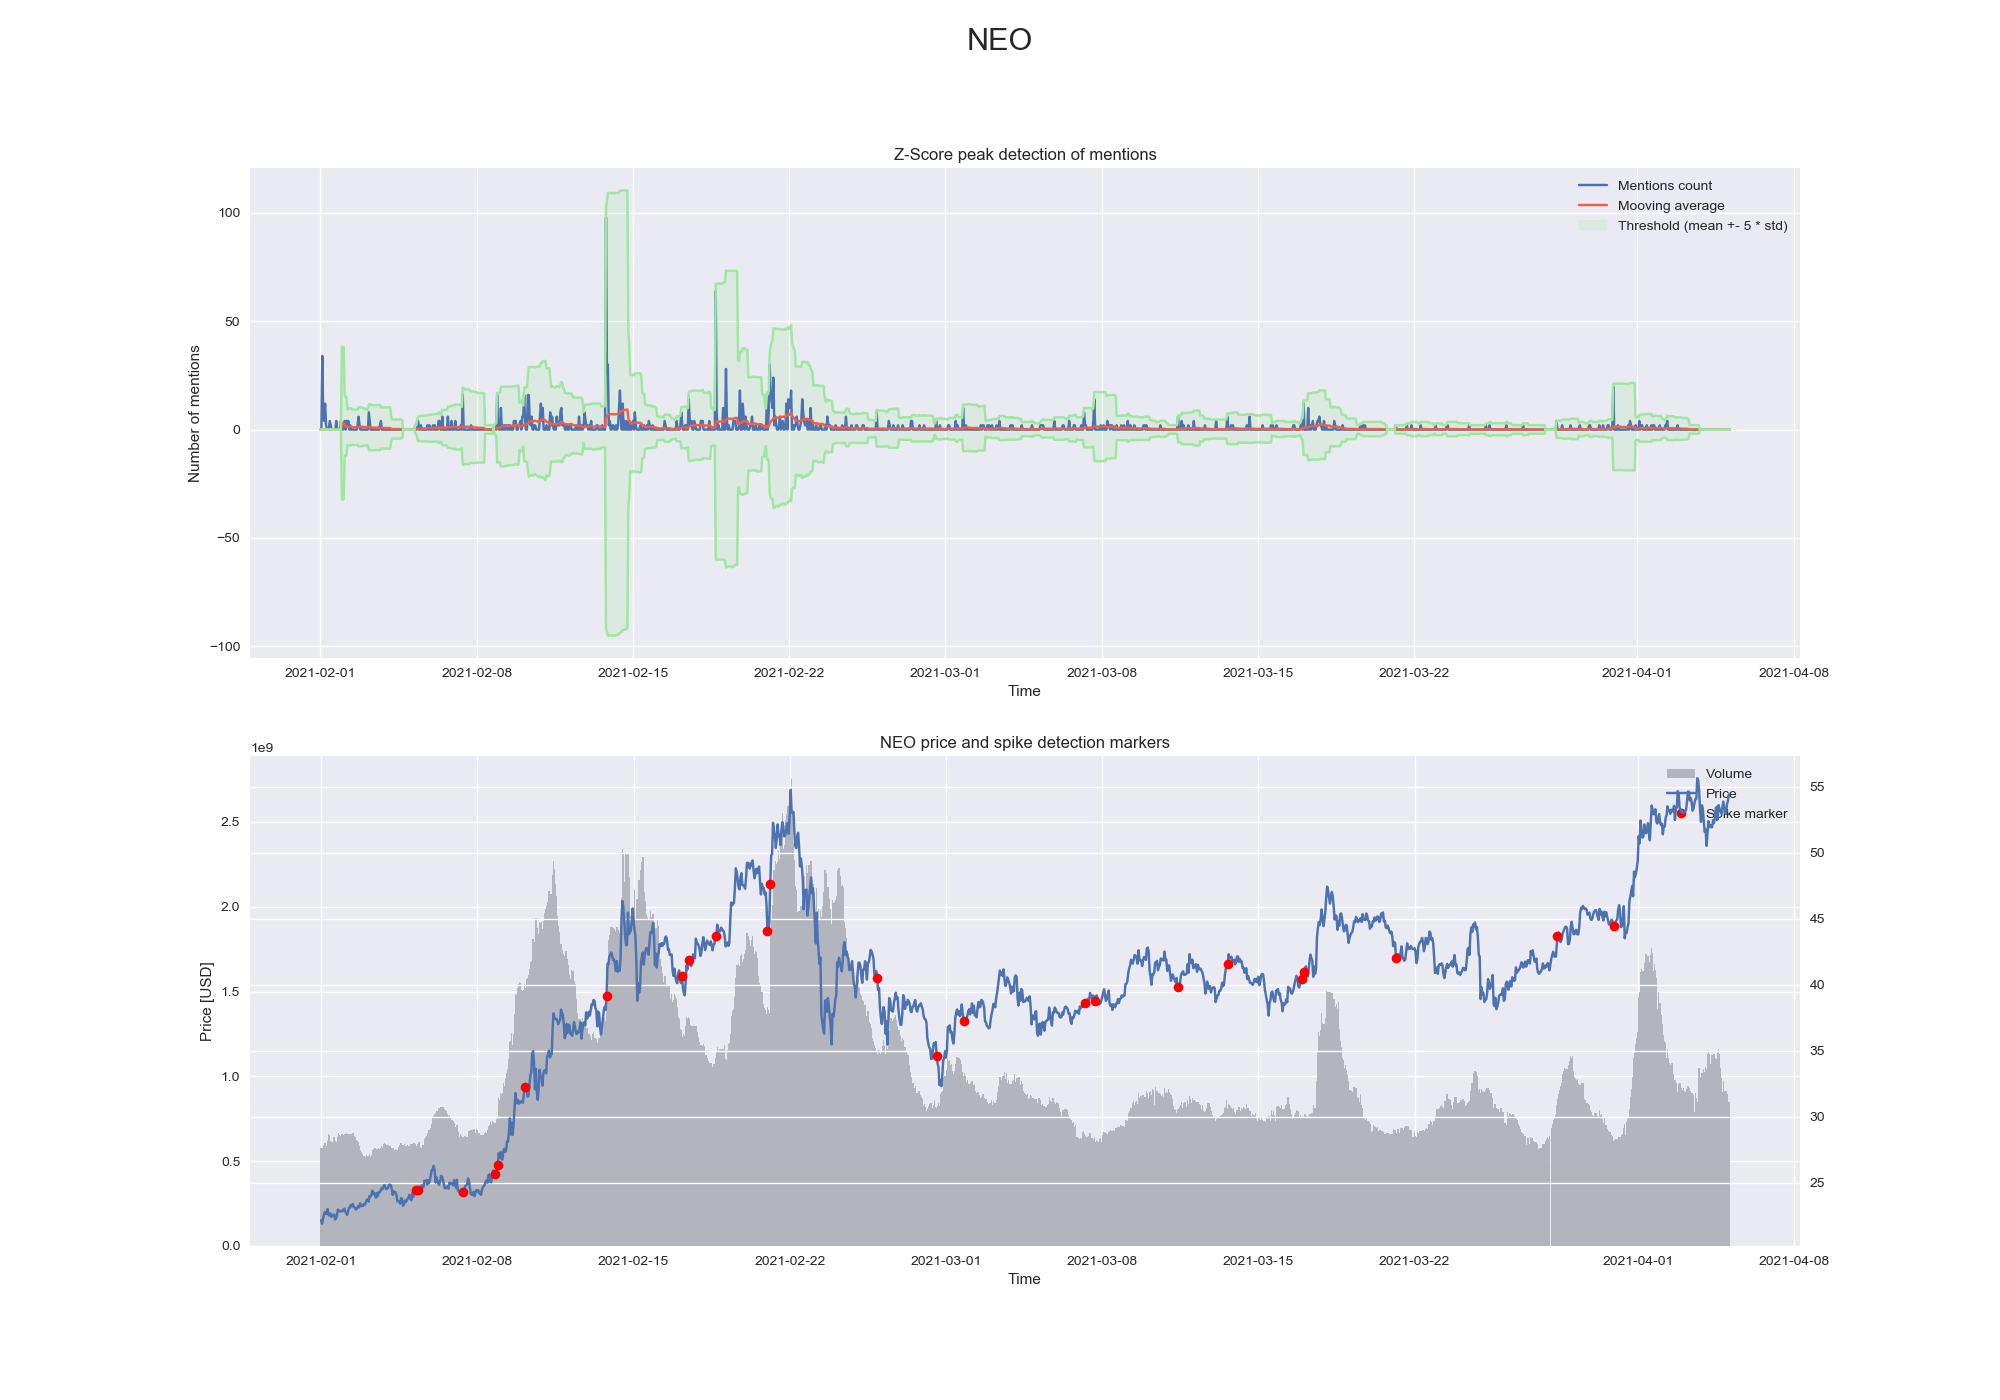 NEO
Z-Score peak detection of mentions
Mentions count
Mooving average
Threshold (mean +- 5 * std)
100
50
0
−50
−100
Number of mentions
2021-02-01 2021-02-08 2021-02-15 2021-02-22 2021-03-01 2021-03-08 2021-03-15 2021-03-22 2021-04-01 2021-04-08
Time
NEO price and spike detection markers
1e9
Volume
Price
Spike marker
2.5
2.0
1.5
1.0
0.5
0.0
Price [USD]
55
50
45
40
35
30
25
2021-02-01 2021-02-08 2021-02-15 2021-02-22 2021-03-01 2021-03-08 2021-03-15 2021-03-22 2021-04-01 2021-04-08
Time